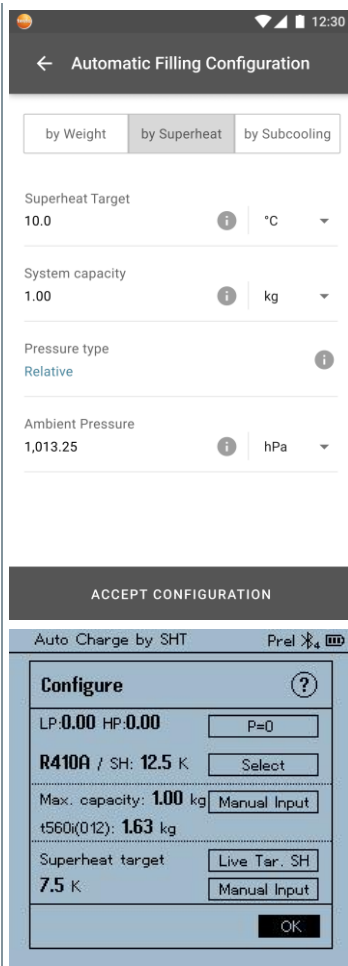 12:30
Automatic Filling Configuration
by Weight by Superheat by Subcooling
Superheat Target
10.0 °C
System capacity
1.00 kg
Pressure type
Relative
Ambient Pressure
1,013.25 hPa
ACCEPT CONFIGURATION
Auto Charge by SHT Prel 4
Configure ?
LP:0.00 HP:0.00 P=0
R410A / SH: 12.5 K Select
Max. capacity: 1.00 kg Manual Input
t560i(012): 1.63 kg
Superheat target Live Tar. SH
7.5 K Manual Input
OK